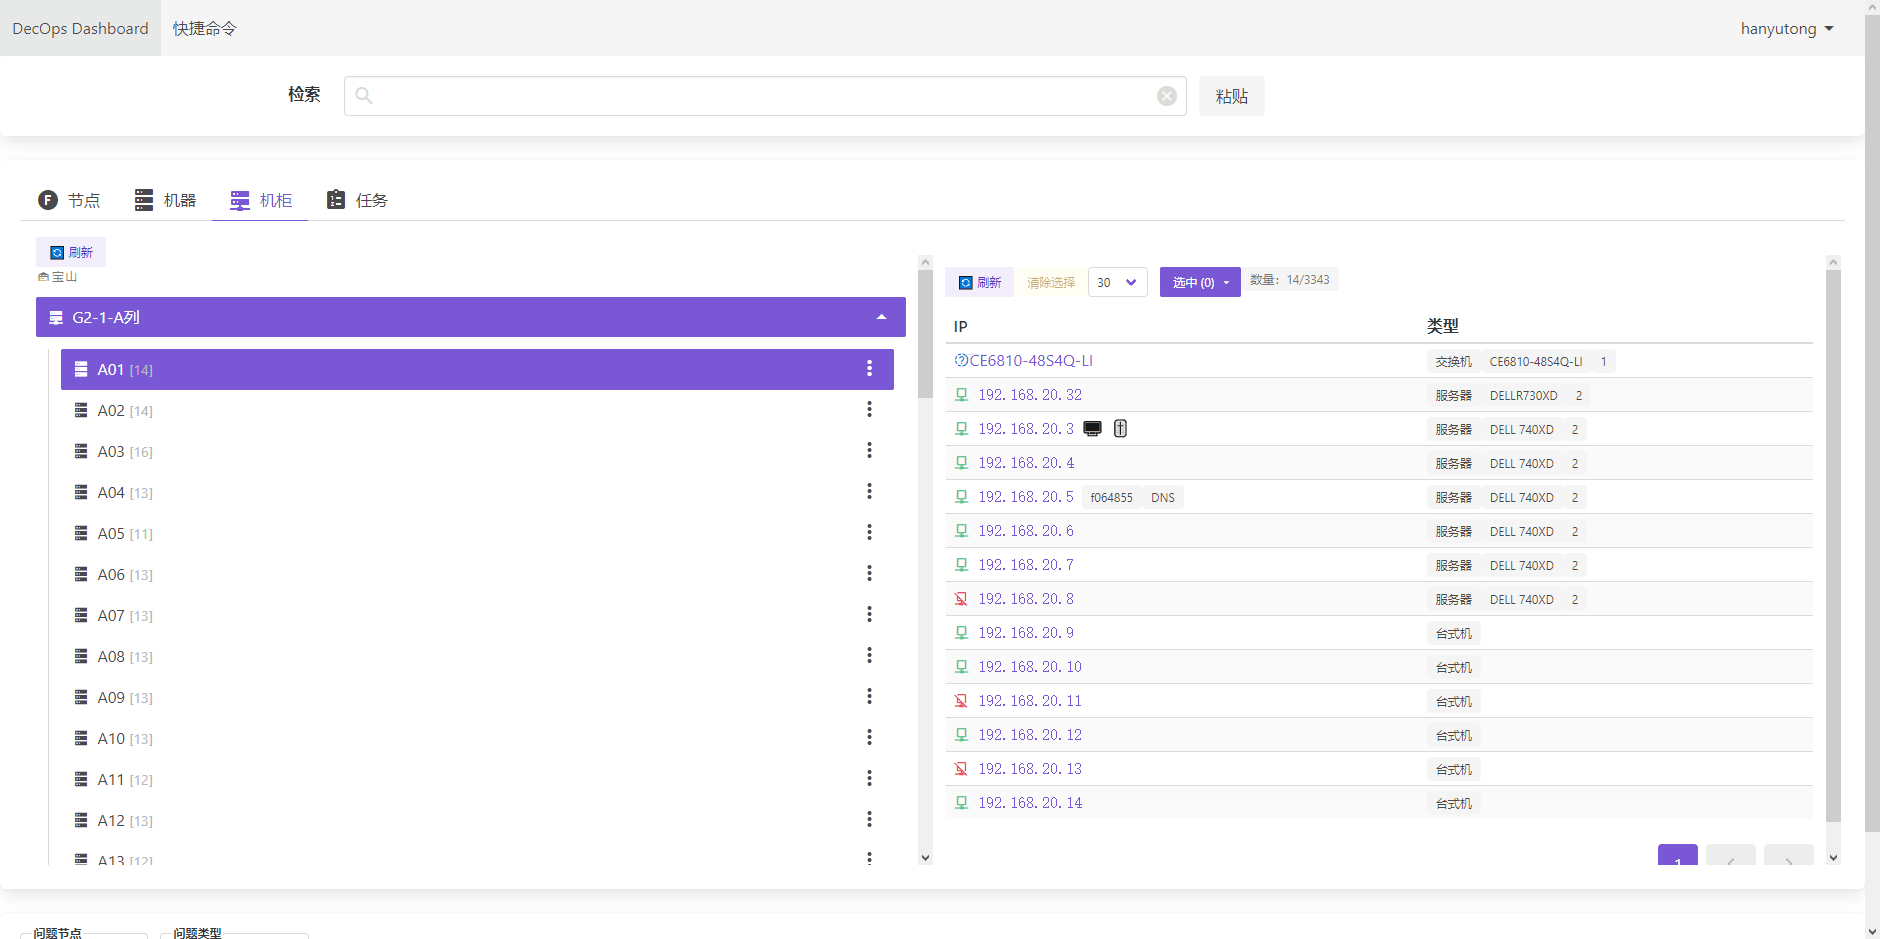 DecOps Dashboard 快捷命令 hanyutong
检索 粘贴
节点 机器 机柜 任务
刷新
宝山
G2-1-A列
A01 [14]
A02 [14]
A03 [16]
A04 [13]
A05 [11]
A06 [13]
A07 [13]
A08 [13]
A09 [13]
A10 [13]
A11 [12]
A12 [13]
A13 [12]
刷新 清除选择 30 选中 (0) 数量: 14/3343
IP 类型
CE6810-48S4Q-LI 交换机 CE6810-48S4Q-LI 1
192.168.20.32 服务器 DELLR730XD 2
192.168.20.3 服务器 DELL 740XD 2
192.168.20.4 服务器 DELL 740XD 2
192.168.20.5 f064855 DNS 服务器 DELL 740XD 2
192.168.20.6 服务器 DELL 740XD 2
192.168.20.7 服务器 DELL 740XD 2
192.168.20.8 服务器 DELL 740XD 2
192.168.20.9 台式机
192.168.20.10 台式机
192.168.20.11 台式机
192.168.20.12 台式机
192.168.20.13 台式机
192.168.20.14 台式机
1
问题节点 问题类型